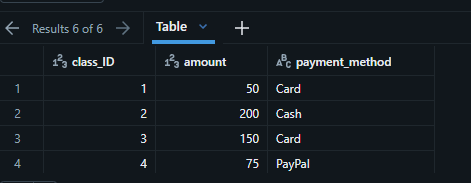 Results 6 of 6 Table
class_ID amount payment_method
1 1 50 Card
2 2 200 Cash
3 3 150 Card
4 4 75 PayPal